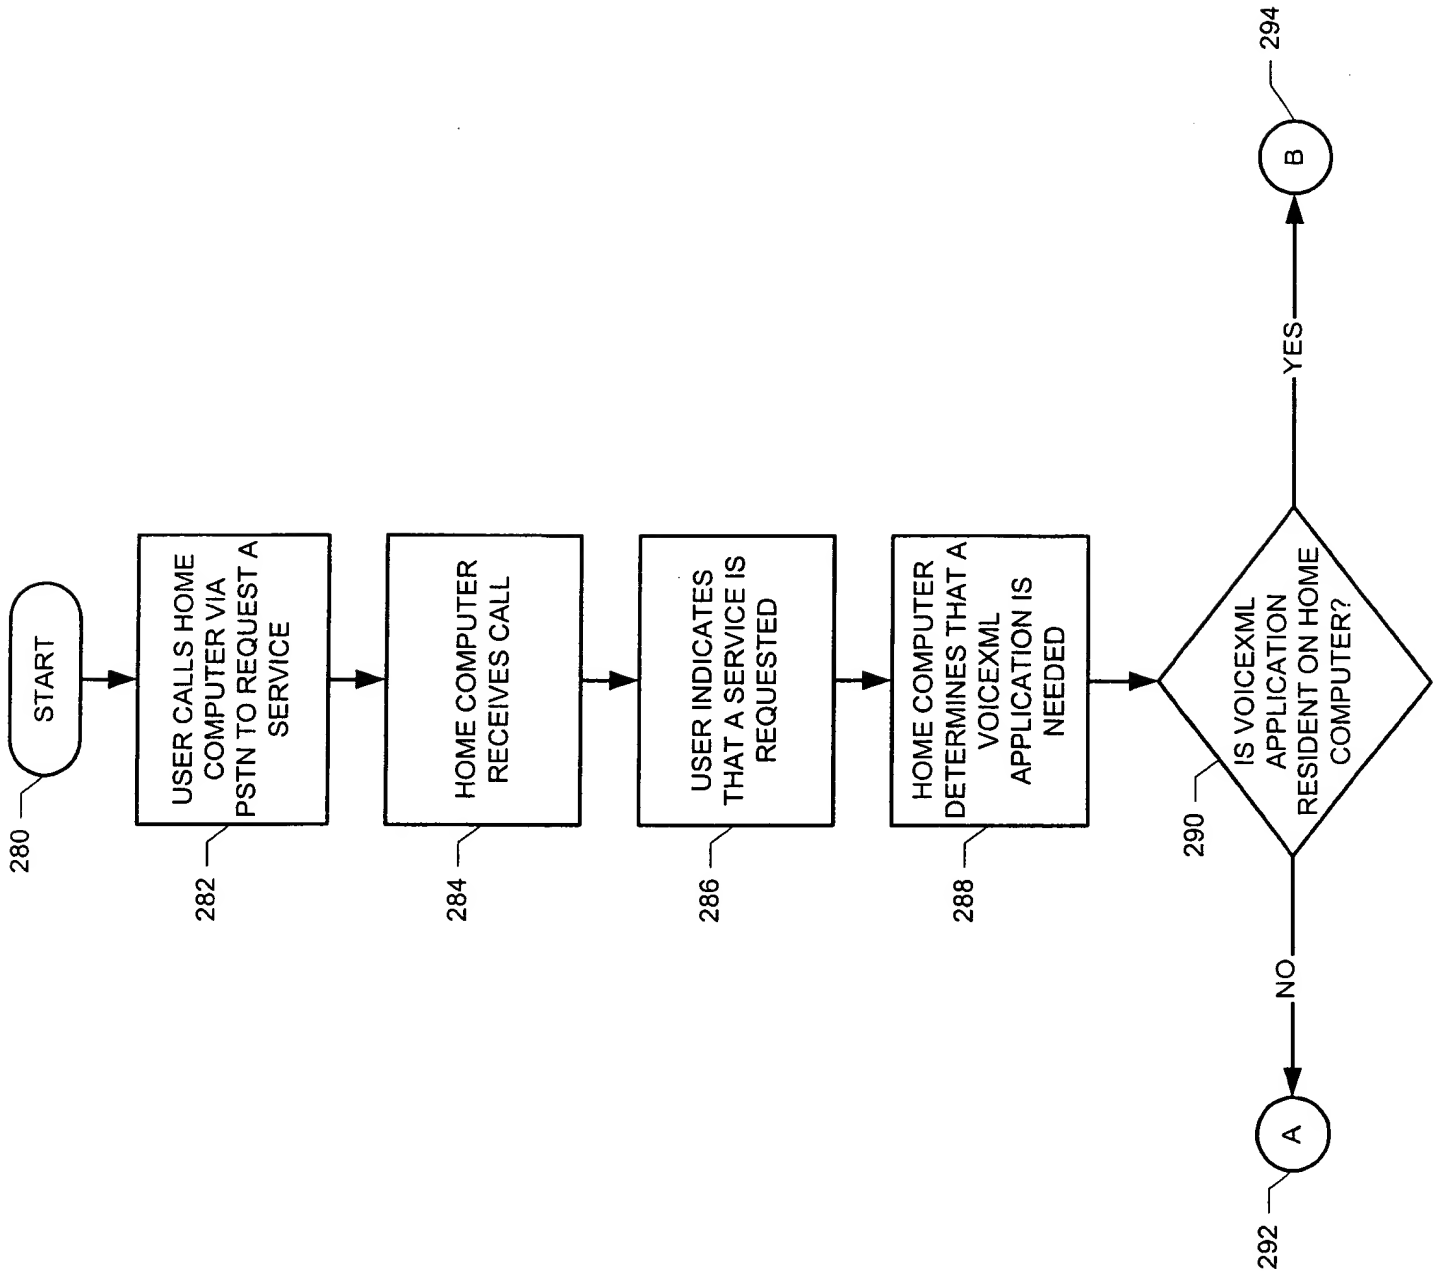 START
280
USER CALLS HOME
COMPUTER VIA
PSTN TO REQUEST A
SERVICE
282
HOME COMPUTER
RECEIVES CALL
284
USER INDICATES
THAT A SERVICE IS
REQUESTED
286
HOME COMPUTER
DETERMINES THAT A
VOICEXML
APPLICATION IS
NEEDED
288
IS VOICEXML
APPLICATION
RESIDENT ON HOME
COMPUTER?
290
NO
A
292
YES
B
294